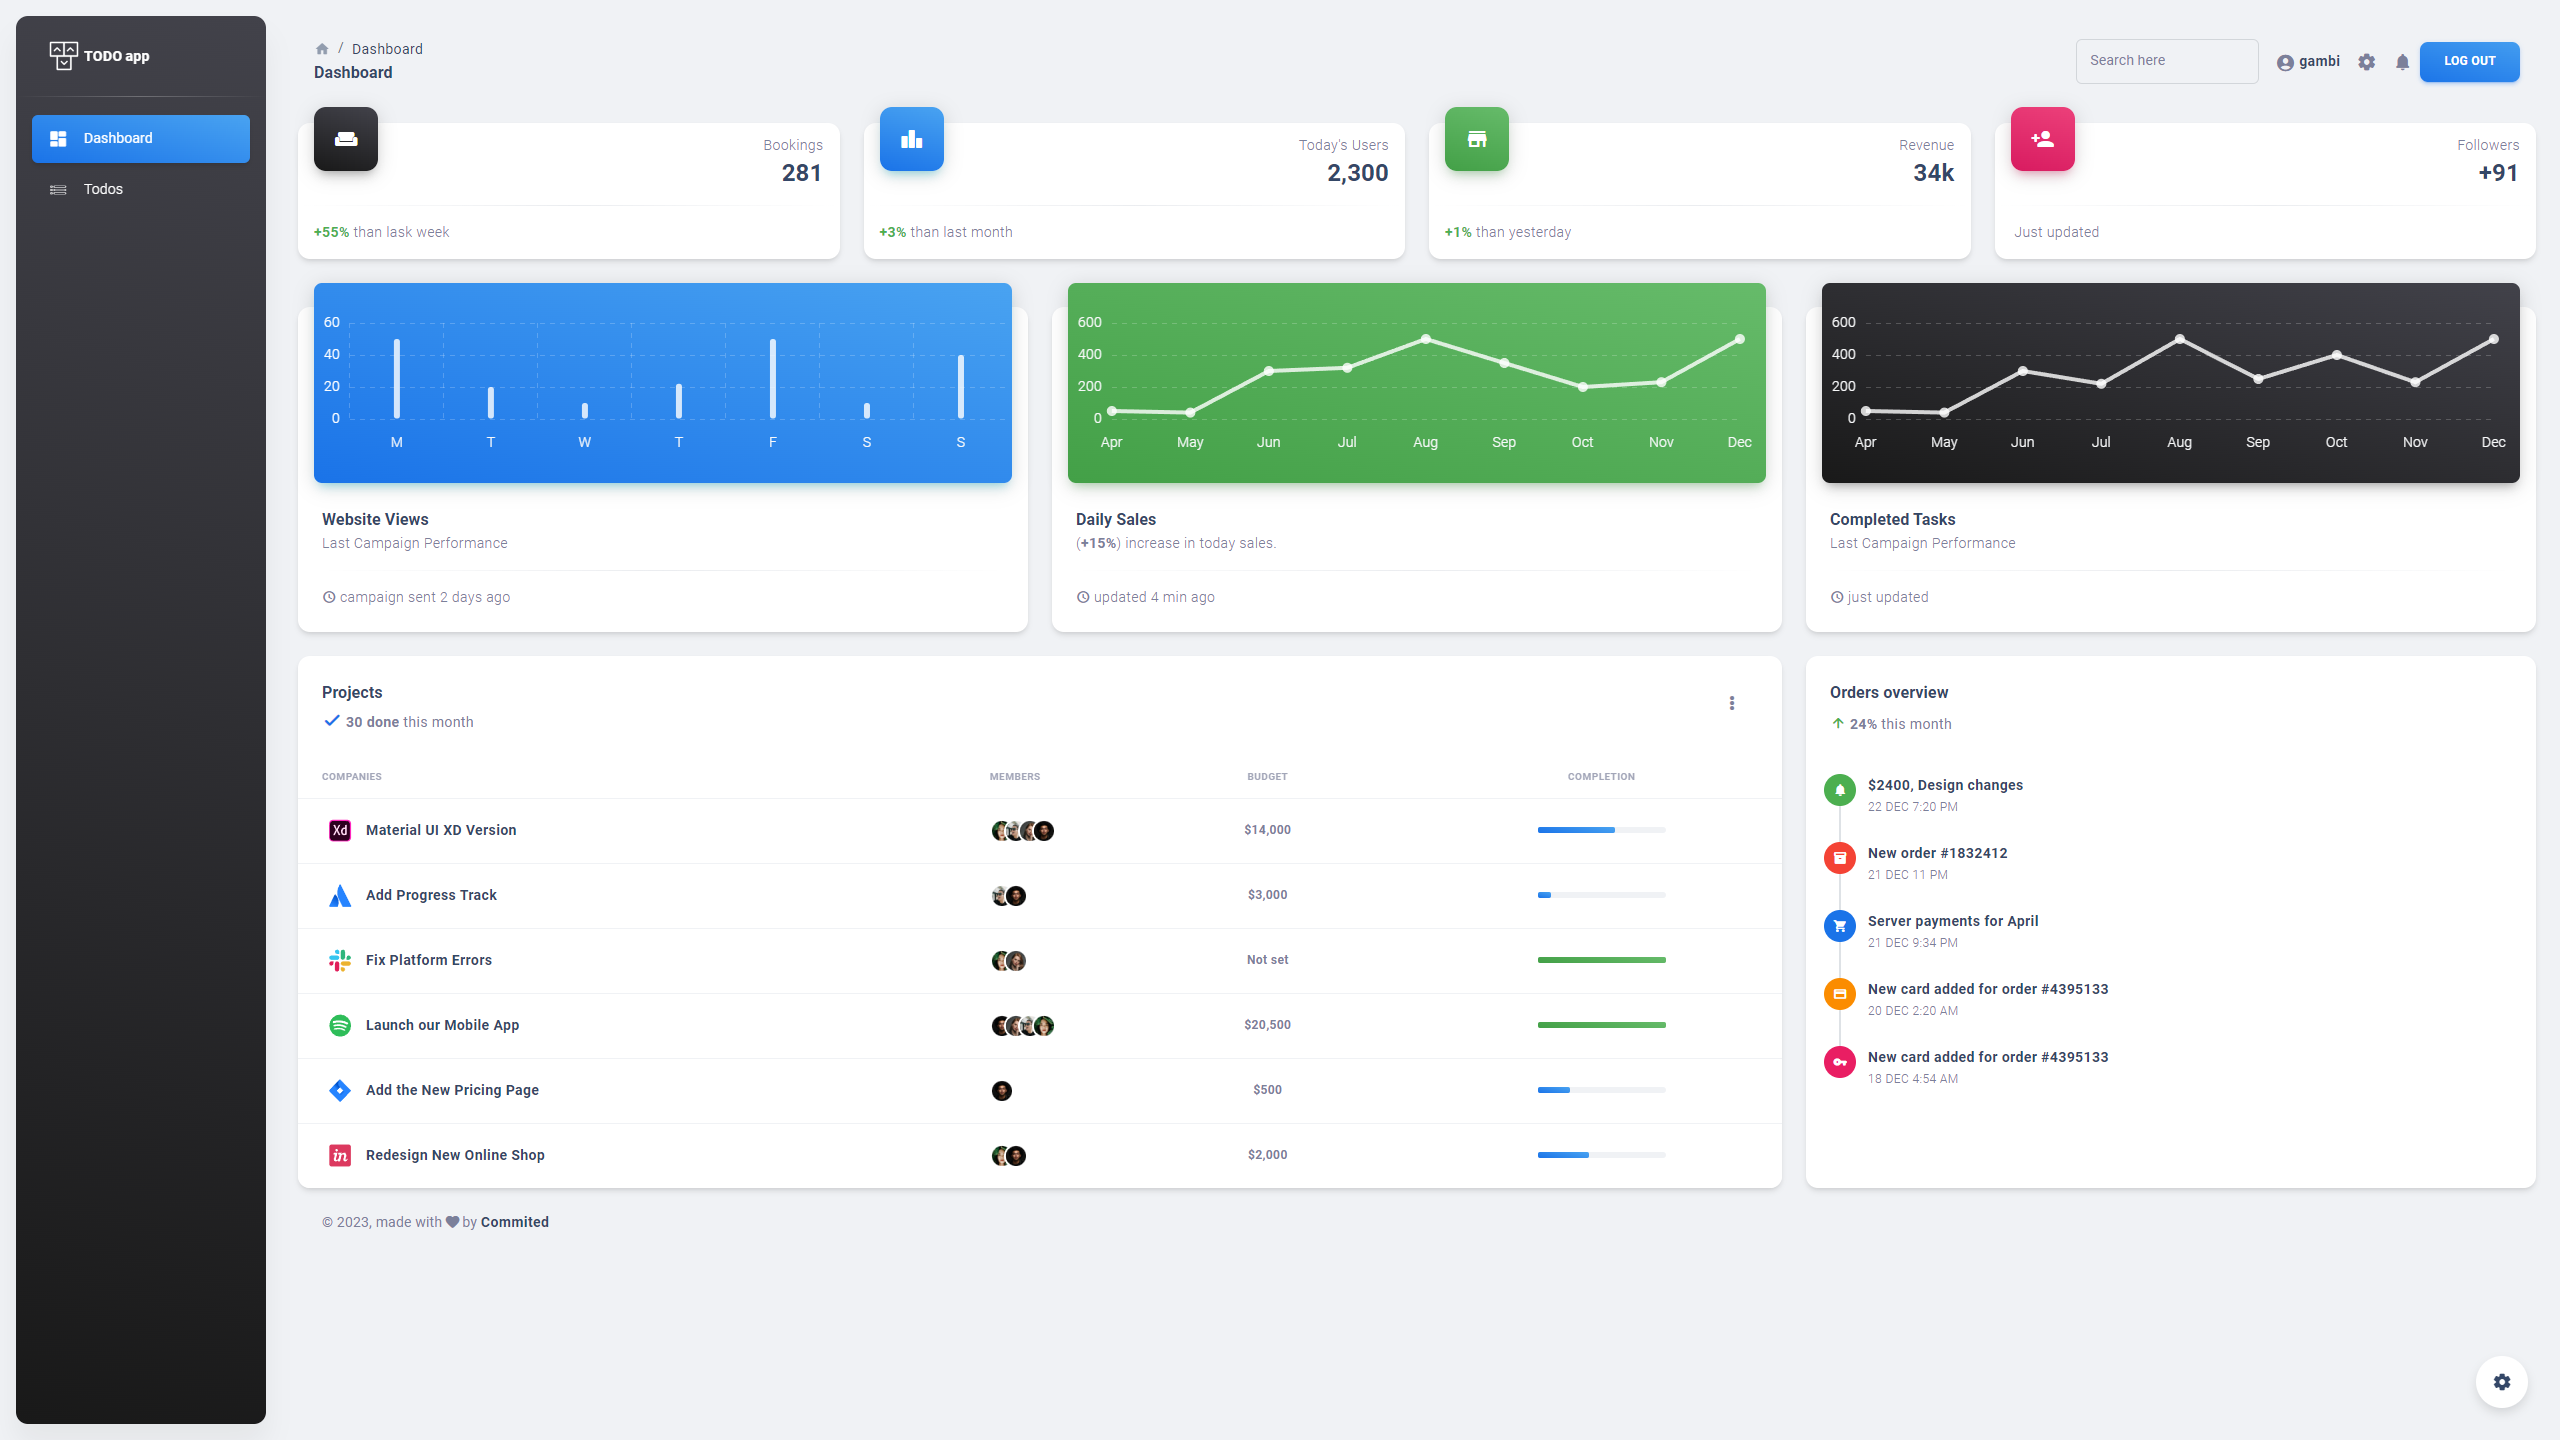 TODO app
Dashboard
Todos
/ Dashboard
Dashboard
Search here
gambi
LOG OUT
Bookings
281
+55% than lask week
Today's Users
2,300
+3% than last month
Revenue
34k
+1% than yesterday
Followers
+91
Just updated
60
40
20
0
M T W T F S S
Website Views
Last Campaign Performance
campaign sent 2 days ago
600
400
200
0
Apr May Jun Jul Aug Sep Oct Nov Dec
Daily Sales
(+15%) increase in today sales.
updated 4 min ago
600
400
200
0
Apr May Jun Jul Aug Sep Oct Nov Dec
Completed Tasks
Last Campaign Performance
just updated
Projects
30 done this month
COMPANIES MEMBERS BUDGET COMPLETION
Xd Material UI XD Version $14,000
Add Progress Track $3,000
Fix Platform Errors Not set
Launch our Mobile App $20,500
Add the New Pricing Page $500
in Redesign New Online Shop $2,000
Orders overview
24% this month
$2400, Design changes
22 DEC 7:20 PM
New order #1832412
21 DEC 11 PM
Server payments for April
21 DEC 9:34 PM
New card added for order #4395133
20 DEC 2:20 AM
New card added for order #4395133
18 DEC 4:54 AM
© 2023, made with by Commited